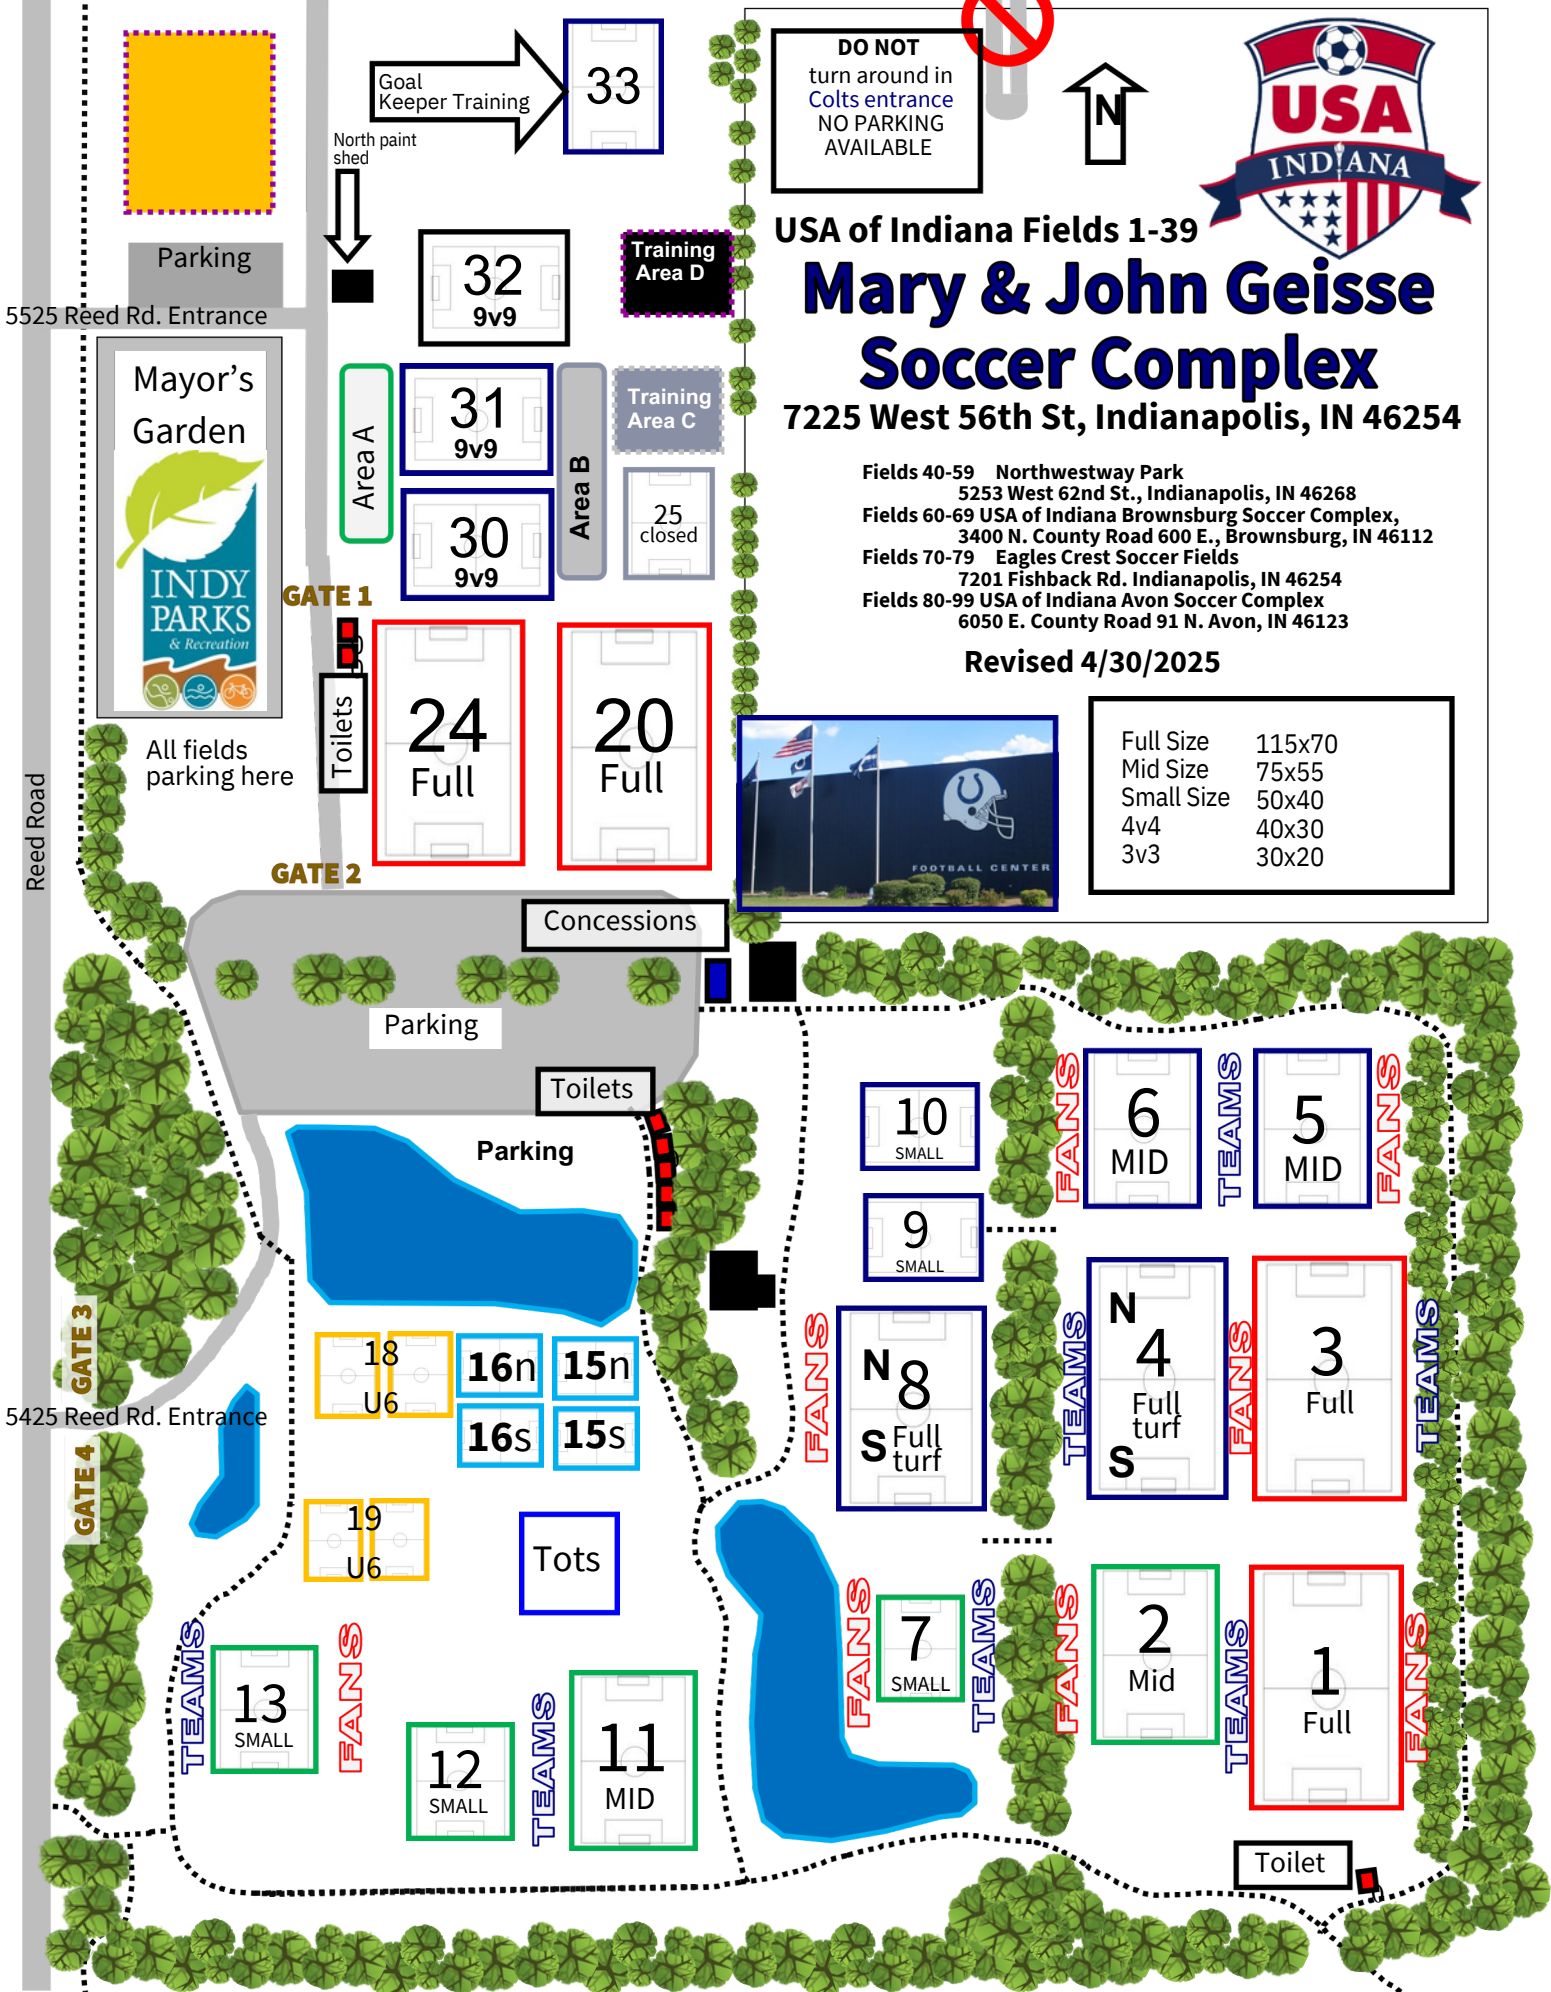 Goal
Keeper Training
33
North paint
shed
DO NOT
turn around in
Colts entrance
NO PARKING
AVAILABLE
N
USA
INDIANA
USA of Indiana Fields 1-39
Mary & John Geisse
Soccer Complex
7225 West 56th St, Indianapolis, IN 46254
Fields 40-59 Northwestway Park
5253 West 62nd St., Indianapolis, IN 46268
Fields 60-69 USA of Indiana Brownsburg Soccer Complex,
3400 N. County Road 600 E., Brownsburg, IN 46112
Fields 70-79 Eagles Crest Soccer Fields
7201 Fishback Rd. Indianapolis, IN 46254
Fields 80-99 USA of Indiana Avon Soccer Complex
6050 E. County Road 91 N. Avon, IN 46123
Revised 4/30/2025
Full Size 115x70
Mid Size 75x55
Small Size 50x40
4v4 40x30
3v3 30x20
FOOTBALL CENTER
Parking
5525 Reed Rd. Entrance
32
9v9
Training
Area D
Mayor's
Garden
INDY
PARKS
& Recreation
Area A
31
9v9
Area B
Training
Area C
30
9v9
25
closed
GATE 1
Toilets
24
Full
20
Full
All fields
parking here
Reed Road
GATE 2
Concessions
Parking
Toilets
Parking
10
SMALL
9
SMALL
FANS
6
MID
TEAMS
5
MID
FANS
GATE 3
5425 Reed Rd. Entrance
GATE 4
18
U6
16n
15n
16s
15s
19
U6
Tots
FANS
N
8
S
Full
turf
TEAMS
N
4
Full
turf
S
FANS
3
Full
TEAMS
TEAMS
13
SMALL
FANS
12
SMALL
TEAMS
11
MID
FANS
7
SMALL
TEAMS
FANS
2
Mid
TEAMS
1
Full
FANS
Toilet